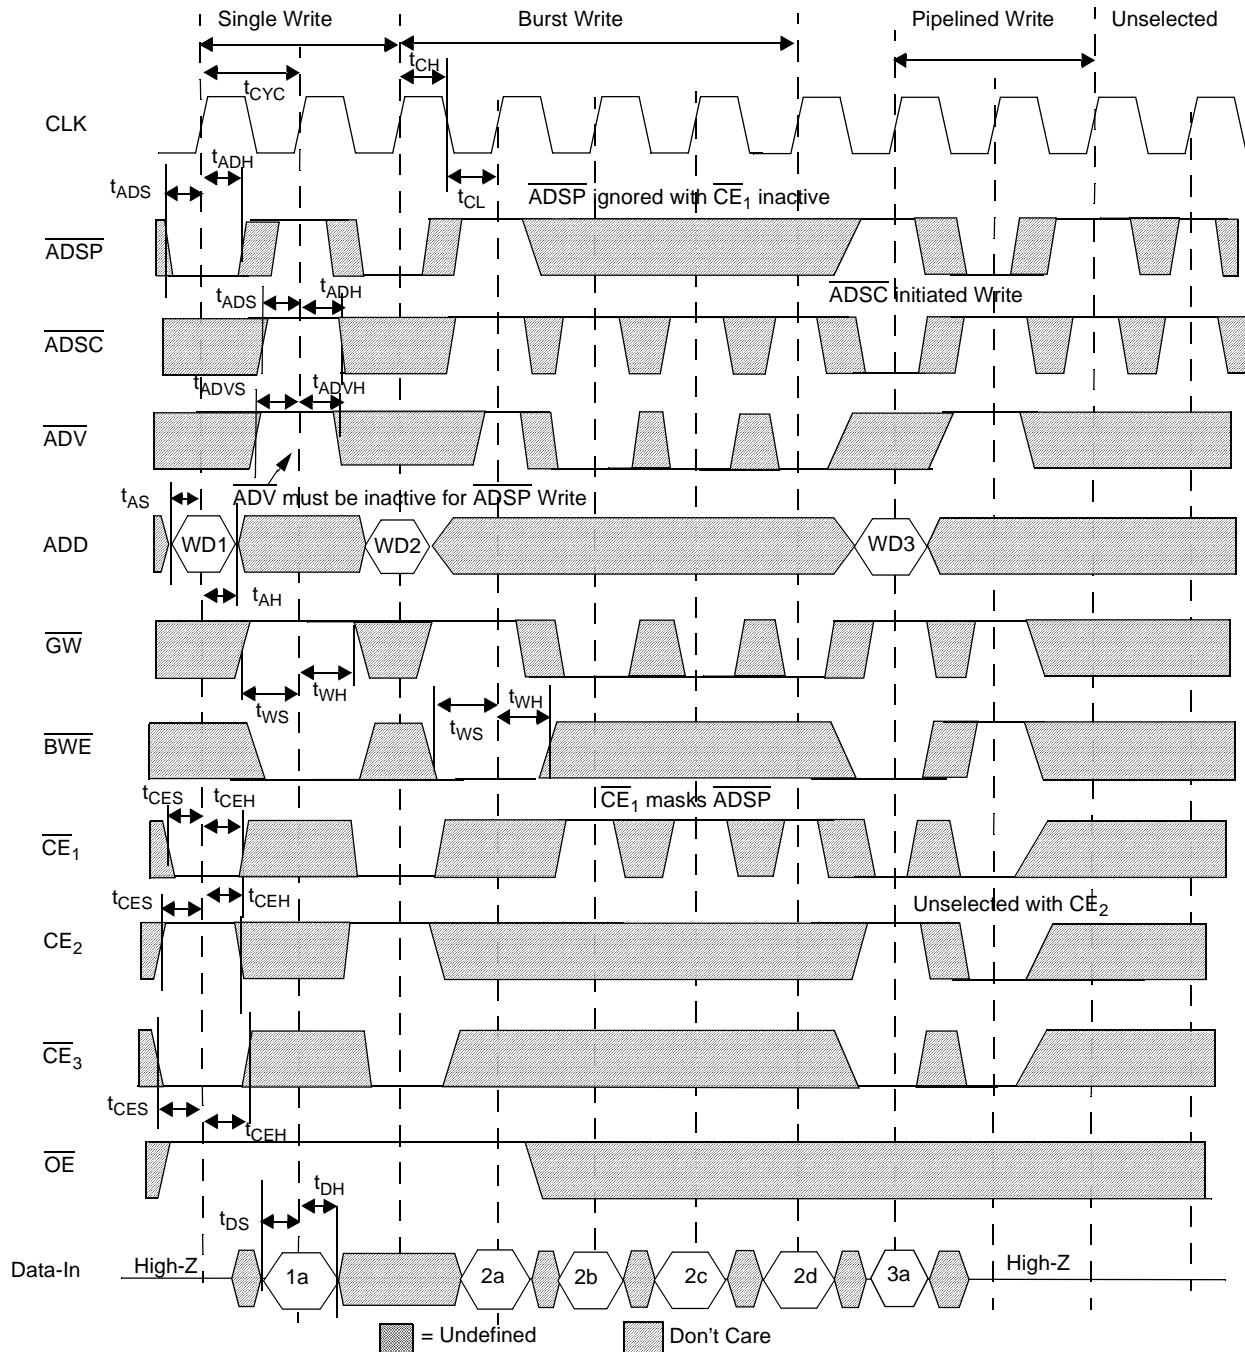 Single Write Burst Write Pipelined Write Unselected
tCH
tCYC
CLK
tADH
tADS
tCL
ADSP ignored with CE1 inactive
ADSP
tADS tADH
ADSC initiated Write
ADSC
tADVS tADVH
ADV
tAS
ADV must be inactive for ADSP Write
ADD WD1 WD2 WD3
tAH
GW
tWS tWH tWS tWH
BWE
tCES tCEH
CE1 masks ADSP
CE1
tCES tCEH
Unselected with CE2
CE2
CE3
tCES tCEH
OE
tDH
tDS
Data-In High-Z 1a 2a 2b 2c 2d 3a High-Z
= Undefined Don't Care